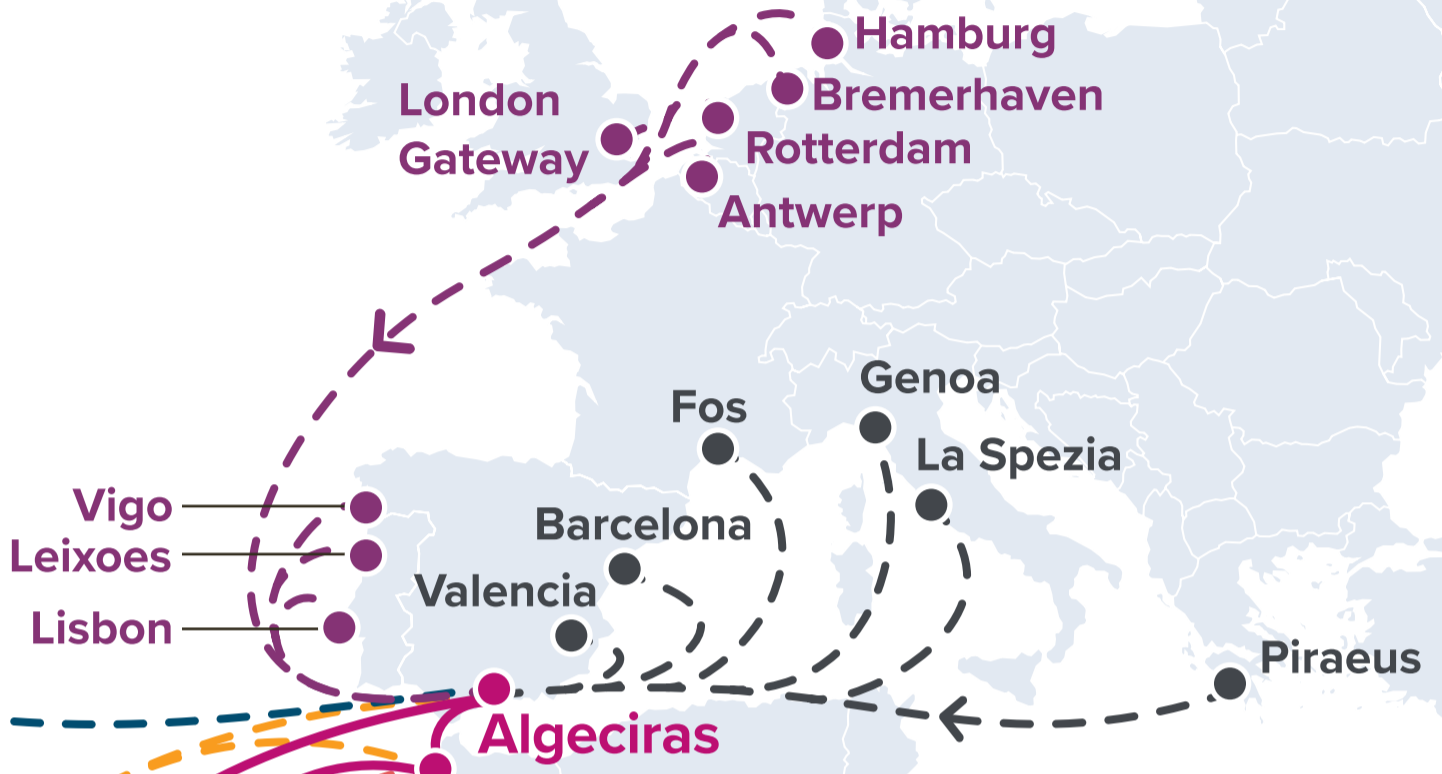 Hamburg
London
Gateway
Bremerhaven
Rotterdam
Antwerp
Genoa
Fos
La Spezia
Vigo
Barcelona
Leixoes
Valencia
Lisbon
Piraeus
Algeciras